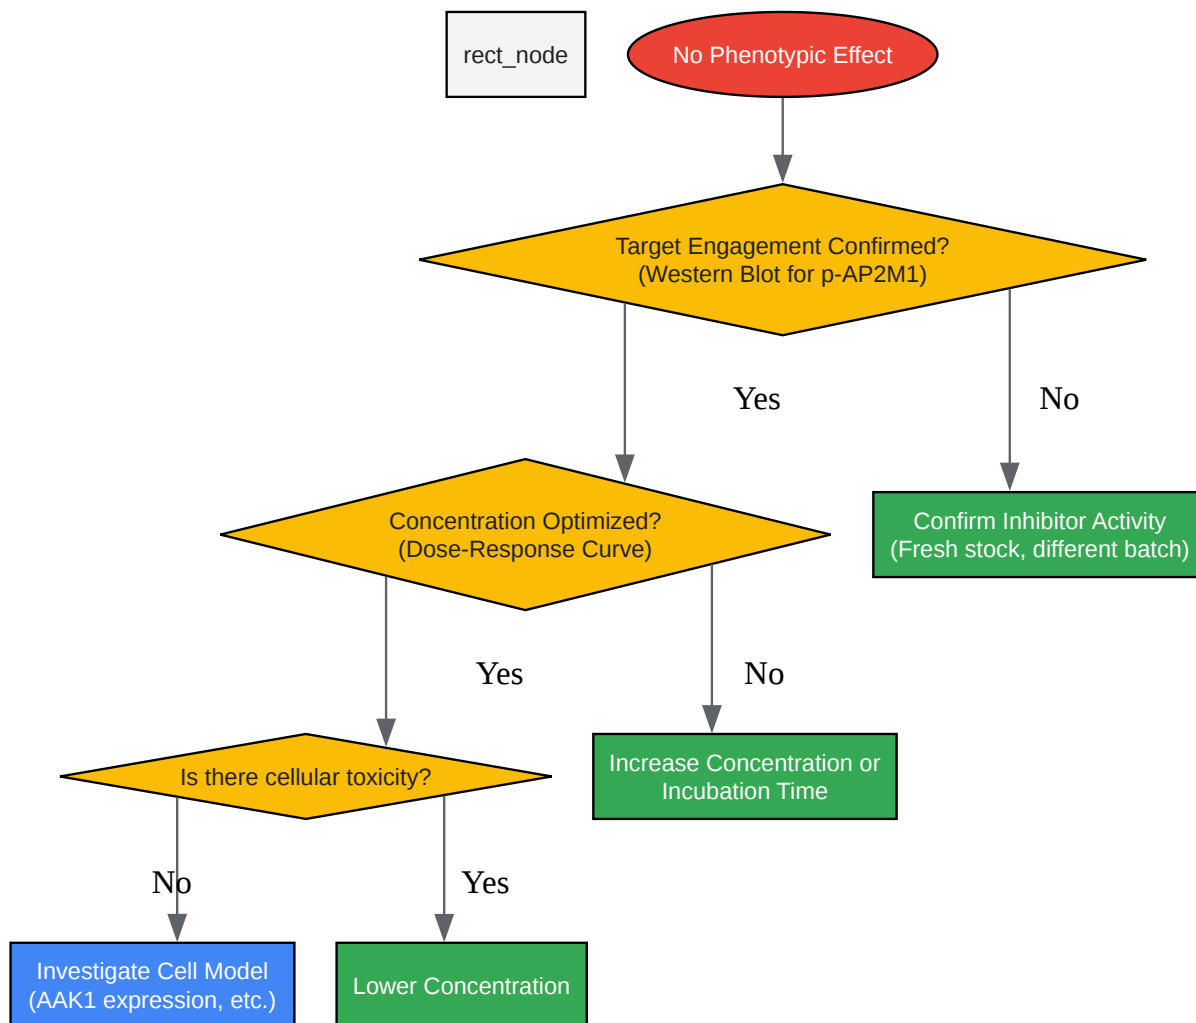 rect_node
No Phenotypic Effect
Target Engagement Confirmed?
(Western Blot for p-AP2M1)
Yes
No
Concentration Optimized?
(Dose-Response Curve)
Confirm Inhibitor Activity
(Fresh stock, different batch)
Yes
No
Is there cellular toxicity?
Increase Concentration or
Incubation Time
No
Yes
Investigate Cell Model
(AAK1 expression, etc.)
Lower Concentration